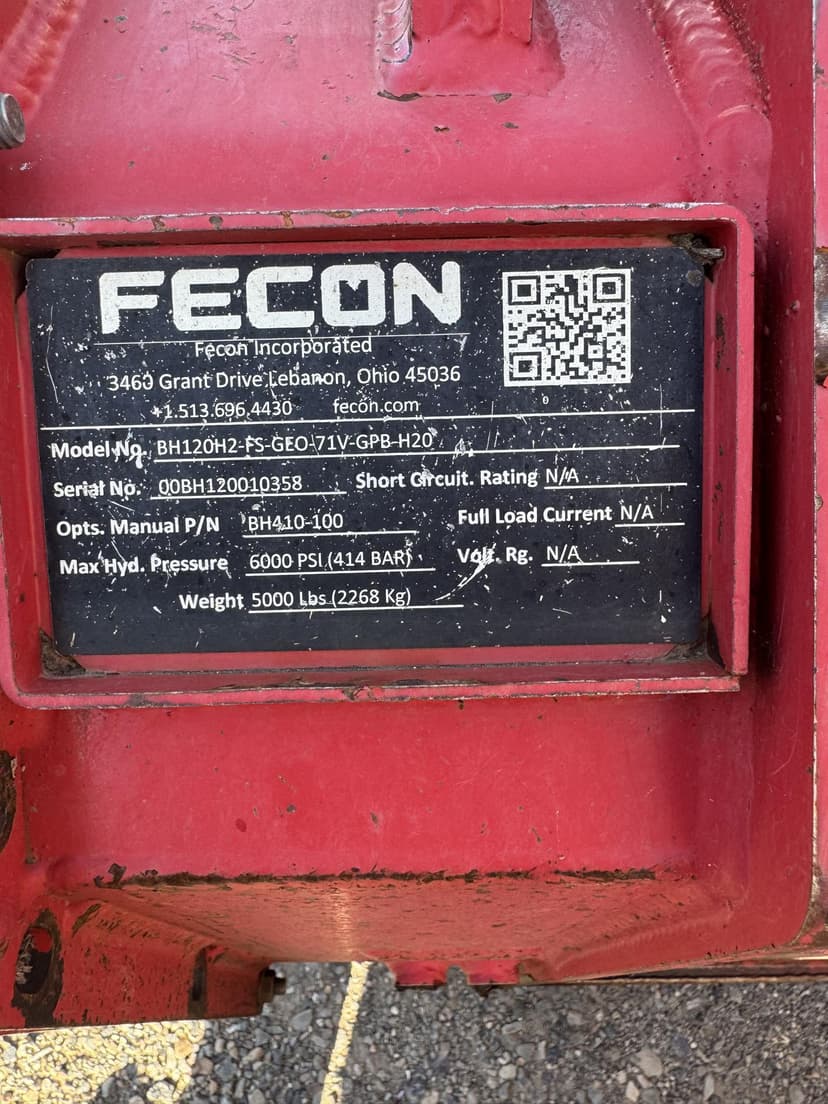 FECON
Fecon Incorporated
3460 Grant Drive Lebanon, Ohio 45036
+1.513.696.4430 fecon.com
0
Model No. BH120H2-FS-GEO-71V-GPB-H20
Serial No. 00BH120010358 Short Circuit. Rating N/A
Opts. Manual P/N BH410-100 Full Load Current N/A
Max Hyd. Pressure 6000 PSI (414 BAR) Volt. Rg. N/A
Weight 5000 Lbs (2268 Kg)